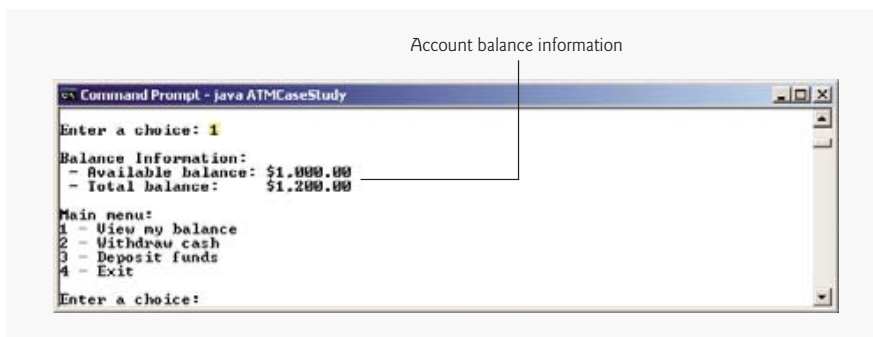 Account balance information
Command Prompt - java ATMCaseStudy
Enter a choice: 1
Balance Information:
- Available balance: $1,000.00
- Total balance: $1,200.00
Main menu:
1 - View my balance
2 - Withdraw cash
3 - Deposit funds
4 - Exit
Enter a choice: